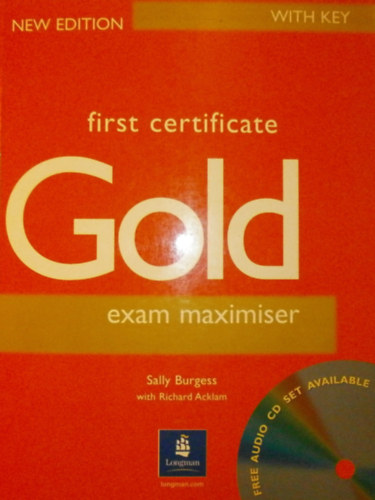 NEW EDITION
WITH KEY
first certificate
Gold
exam maximiser
Sally Burgess
with Richard Acklam
FREE AUDIO CD SET AVAILABLE
Longman
longman.com